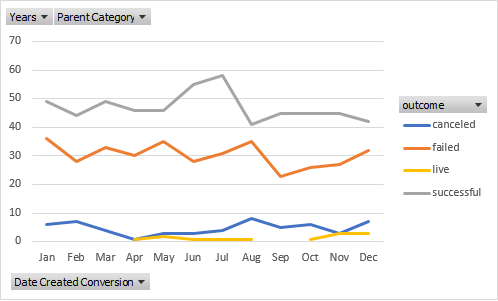 Years Parent Category
70
60
50
40
30
20
10
0
Jan Feb Mar Apr May Jun Jul Aug Sep Oct Nov Dec
outcome
canceled
failed
live
successful
Date Created Conversion